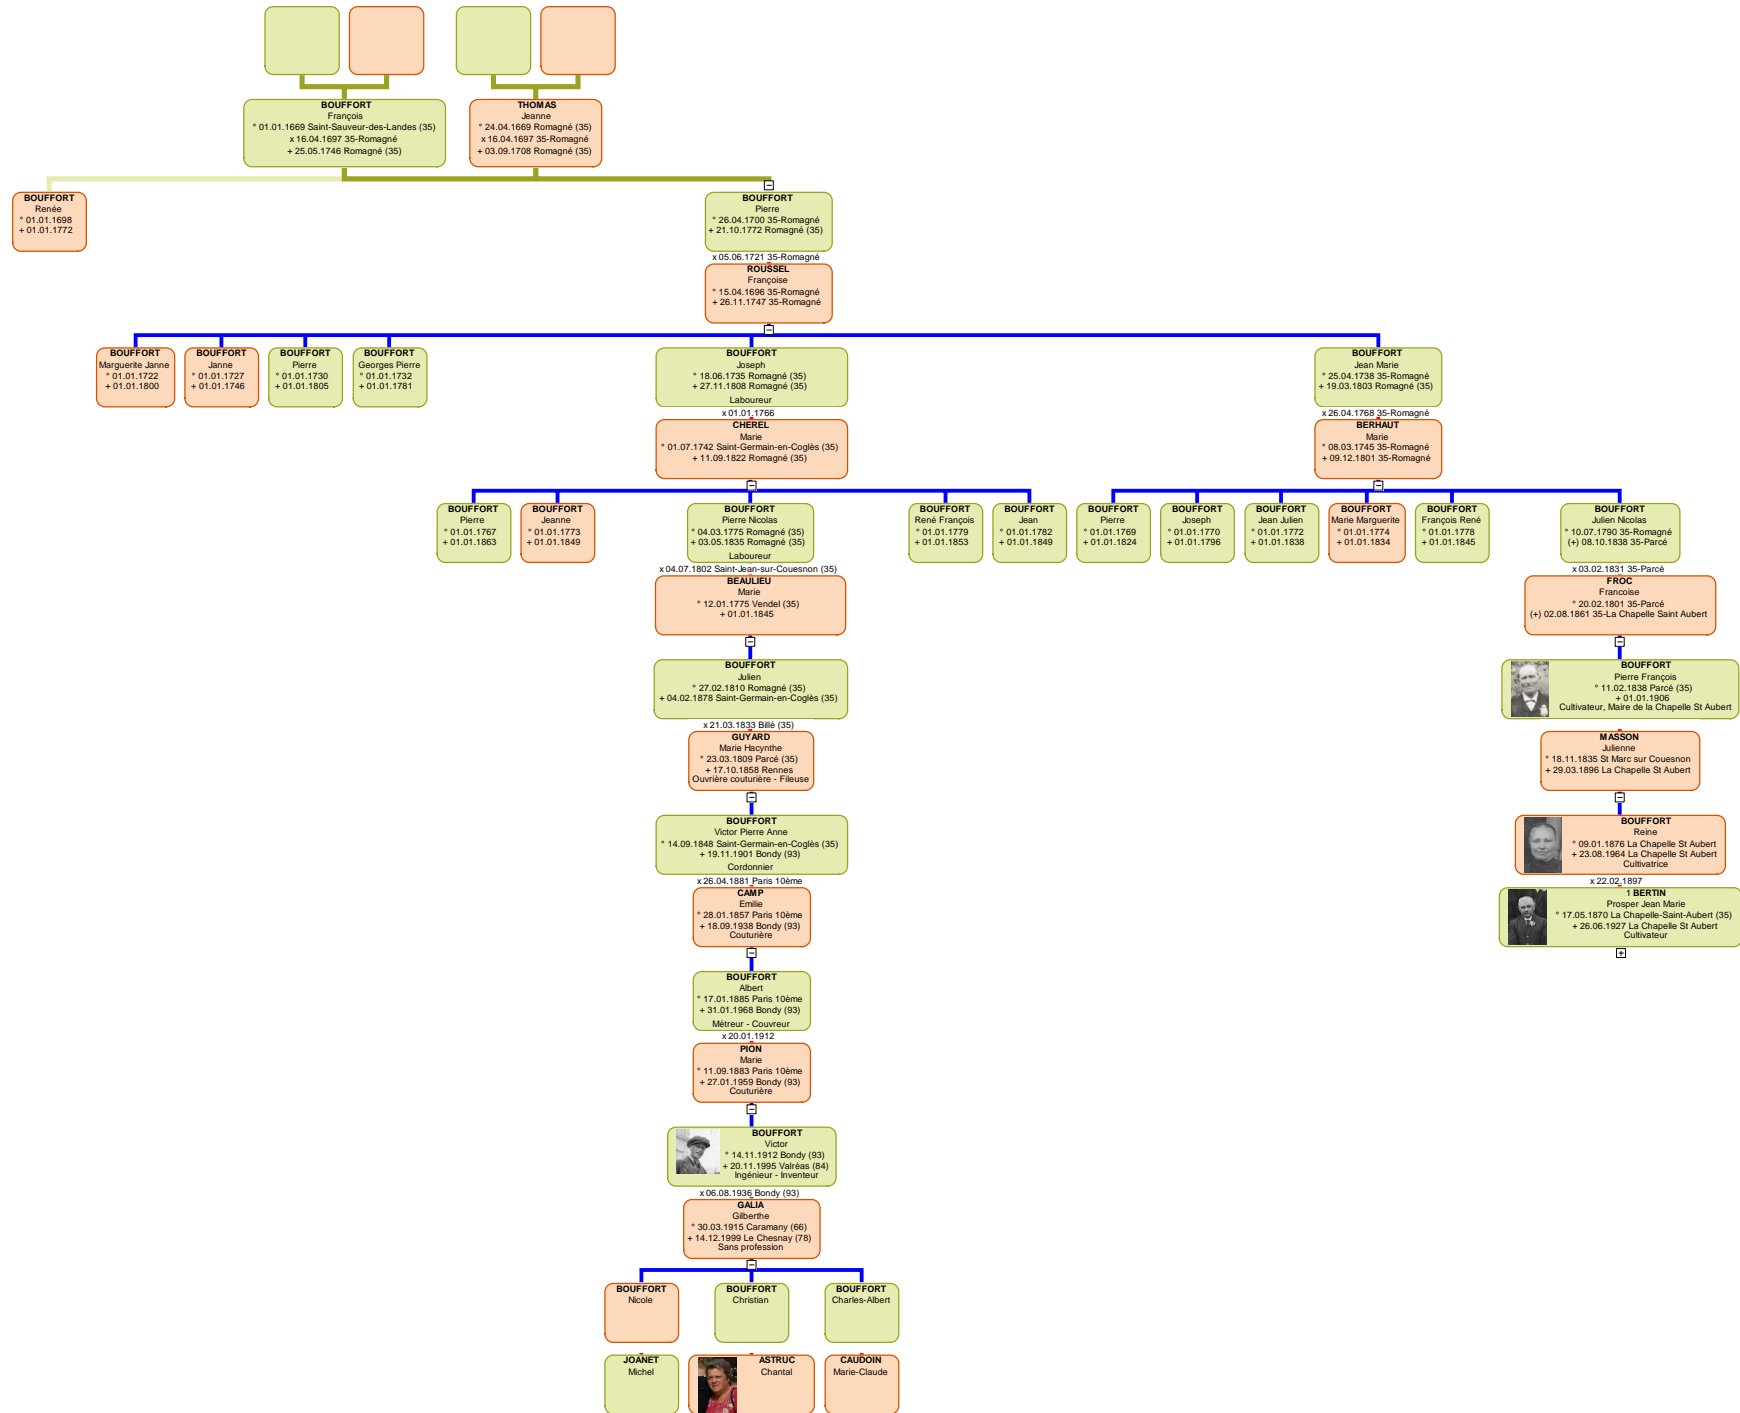 BOUFFORT
François
° 01.01.1669 Saint-Sauveur-des-Landes (35)
x 16.04.1697 35-Romagné
+ 25.05.1746 Romagné (35)
THOMAS
Jeanne
° 24.04.1669 Romagné (35)
x 16.04.1697 35-Romagné
+ 03.09.1708 Romagné (35)
BOUFFORT
Renée
° 01.01.1698
+ 01.01.1772
BOUFFORT
Pierre
° 26.04.1700 35-Romagné
+ 21.10.1772 Romagné (35)
x 05.06.1721 35-Romagné
ROUSSEL
Françoise
° 15.04.1696 35-Romagné
+ 26.11.1747 35-Romagné
BOUFFORT
Marguerite Janne
° 01.01.1722
+ 01.01.1800
BOUFFORT
Janne
° 01.01.1727
+ 01.01.1746
BOUFFORT
Pierre
° 01.01.1730
+ 01.01.1805
BOUFFORT
Georges Pierre
° 01.01.1732
+ 01.01.1781
BOUFFORT
Joseph
° 18.06.1735 Romagné (35)
+ 27.11.1808 Romagné (35)
Laboureur
x 01.01.1766
CHEREL
Marie
° 01.07.1742 Saint-Germain-en-Coglès (35)
+ 11.09.1822 Romagné (35)
BOUFFORT
Jean Marie
° 25.04.1738 35-Romagné
+ 19.03.1803 Romagné (35)
x 26.04.1768 35-Romagné
BERHAUT
Marie
° 08.03.1745 35-Romagné
+ 09.12.1801 35-Romagné
BOUFFORT
Pierre
° 01.01.1767
+ 01.01.1863
BOUFFORT
Jeanne
° 01.01.1773
+ 01.01.1849
BOUFFORT
Pierre Nicolas
° 04.03.1775 Romagné (35)
+ 03.05.1835 Romagné (35)
Laboureur
x 04.07.1802 Saint-Jean-sur-Couesnon (35)
BEAULIEU
Marie
° 12.01.1775 Vendel (35)
+ 01.01.1845
BOUFFORT
René François
° 01.01.1779
+ 01.01.1853
BOUFFORT
Jean
° 01.01.1782
+ 01.01.1849
BOUFFORT
Pierre
° 01.01.1769
+ 01.01.1824
BOUFFORT
Joseph
° 01.01.1770
+ 01.01.1796
BOUFFORT
Jean Julien
° 01.01.1772
+ 01.01.1838
BOUFFORT
Marie Marguerite
° 01.01.1774
+ 01.01.1834
BOUFFORT
François René
° 01.01.1778
+ 01.01.1845
BOUFFORT
Julien Nicolas
° 10.07.1790 35-Romagné
(+) 08.10.1838 35-Parcé
x 03.02.1831 35-Parcé
FROC
Francoise
° 20.02.1801 35-Parcé
(+) 02.08.1861 35-La Chapelle Saint Aubert
BOUFFORT
Julien
° 27.02.1810 Romagné (35)
+ 04.02.1878 Saint-Germain-en-Coglès (35)
x 21.03.1833 Billé (35)
GUYARD
Marie Hacynthe
° 23.03.1809 Parcé (35)
+ 17.10.1858 Rennes
Ouvrière couturière - Fileuse
BOUFFORT
Pierre François
° 11.02.1838 Parcé (35)
+ 01.01.1906
Cultivateur, Maire de la Chapelle St Aubert
MASSON
Julienne
° 18.11.1835 St Marc sur Couesnon
+ 29.03.1896 La Chapelle St Aubert
BOUFFORT
Victor Pierre Anne
° 14.09.1848 Saint-Germain-en-Coglès (35)
+ 19.11.1901 Bondy (93)
Cordonnier
x 26.04.1881 Paris 10ème
CAMP
Emilie
° 28.01.1857 Paris 10ème
+ 18.09.1938 Bondy (93)
Couturière
BOUFFORT
Reine
° 09.01.1876 La Chapelle St Aubert
+ 23.08.1964 La Chapelle St Aubert
Cultivatrice
x 22.02.1897
1 BERTIN
Prosper Jean Marie
° 17.05.1870 La Chapelle-Saint-Aubert (35)
+ 26.06.1927 La Chapelle St Aubert
Cultivateur
BOUFFORT
Albert
° 17.01.1885 Paris 10ème
+ 31.01.1968 Bondy (93)
Métreur - Couvreur
x 20.01.1912
PION
Marie
° 11.09.1883 Paris 10ème
+ 27.01.1959 Bondy (93)
Couturière
BOUFFORT
Victor
° 14.11.1912 Bondy (93)
+ 20.11.1995 Valréas (84)
Ingénieur - Inventeur
x 06.08.1936 Bondy (93)
GALIA
Gilberthe
° 30.03.1915 Caramany (66)
+ 14.12.1999 Le Chesnay (78)
Sans profession
BOUFFORT
Nicole
BOUFFORT
Christian
BOUFFORT
Charles-Albert
JOANET
Michel
ASTRUC
Chantal
CAUDOIN
Marie-Claude